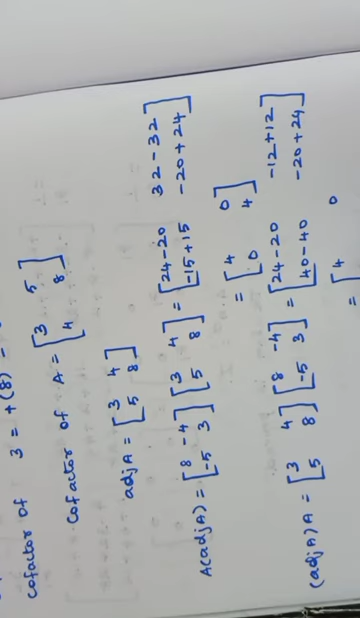 Cofactor of 3 = +(8) =
Cofactor of A = [3 5
4 8]
adj A = [3 4
5 8]
A(adj A) = [8 -4
-5 3] [3 4
5 8] = [24-20 32-32
-15+15 -20+24]
= [4 0
0 4]
(adj A) A = [3 4
5 8] [8 -4
-5 3] = [24-20 -12+12
40-40 -20+24]
= [4 0